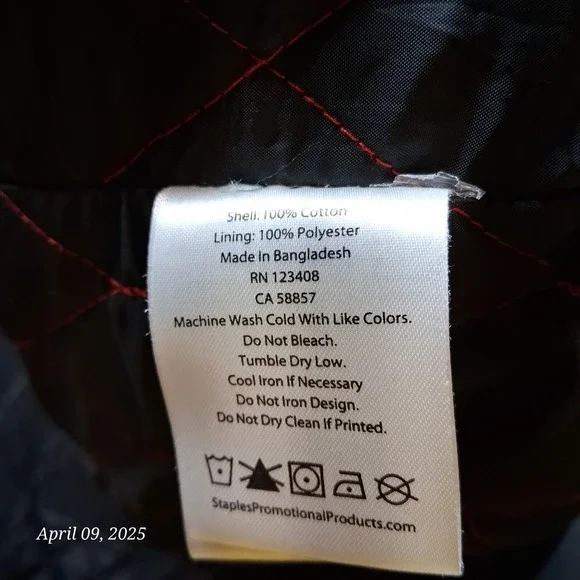 Shell: 100% Cotton
Lining: 100% Polyester
Made In Bangladesh
RN 123408
CA 58857
Machine Wash Cold With Like Colors.
Do Not Bleach.
Tumble Dry Low.
Cool Iron If Necessary
Do Not Iron Design.
Do Not Dry Clean If Printed.
StaplesPromotionalProducts.com
April 09, 2025